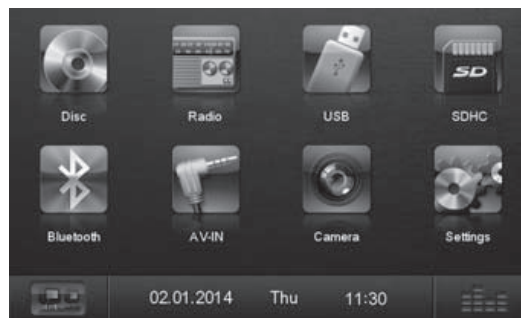 SD
Disc Radio USB SDHC
Bluetooth AV-IN Camera Settings
02.01.2014 Thu 11:30